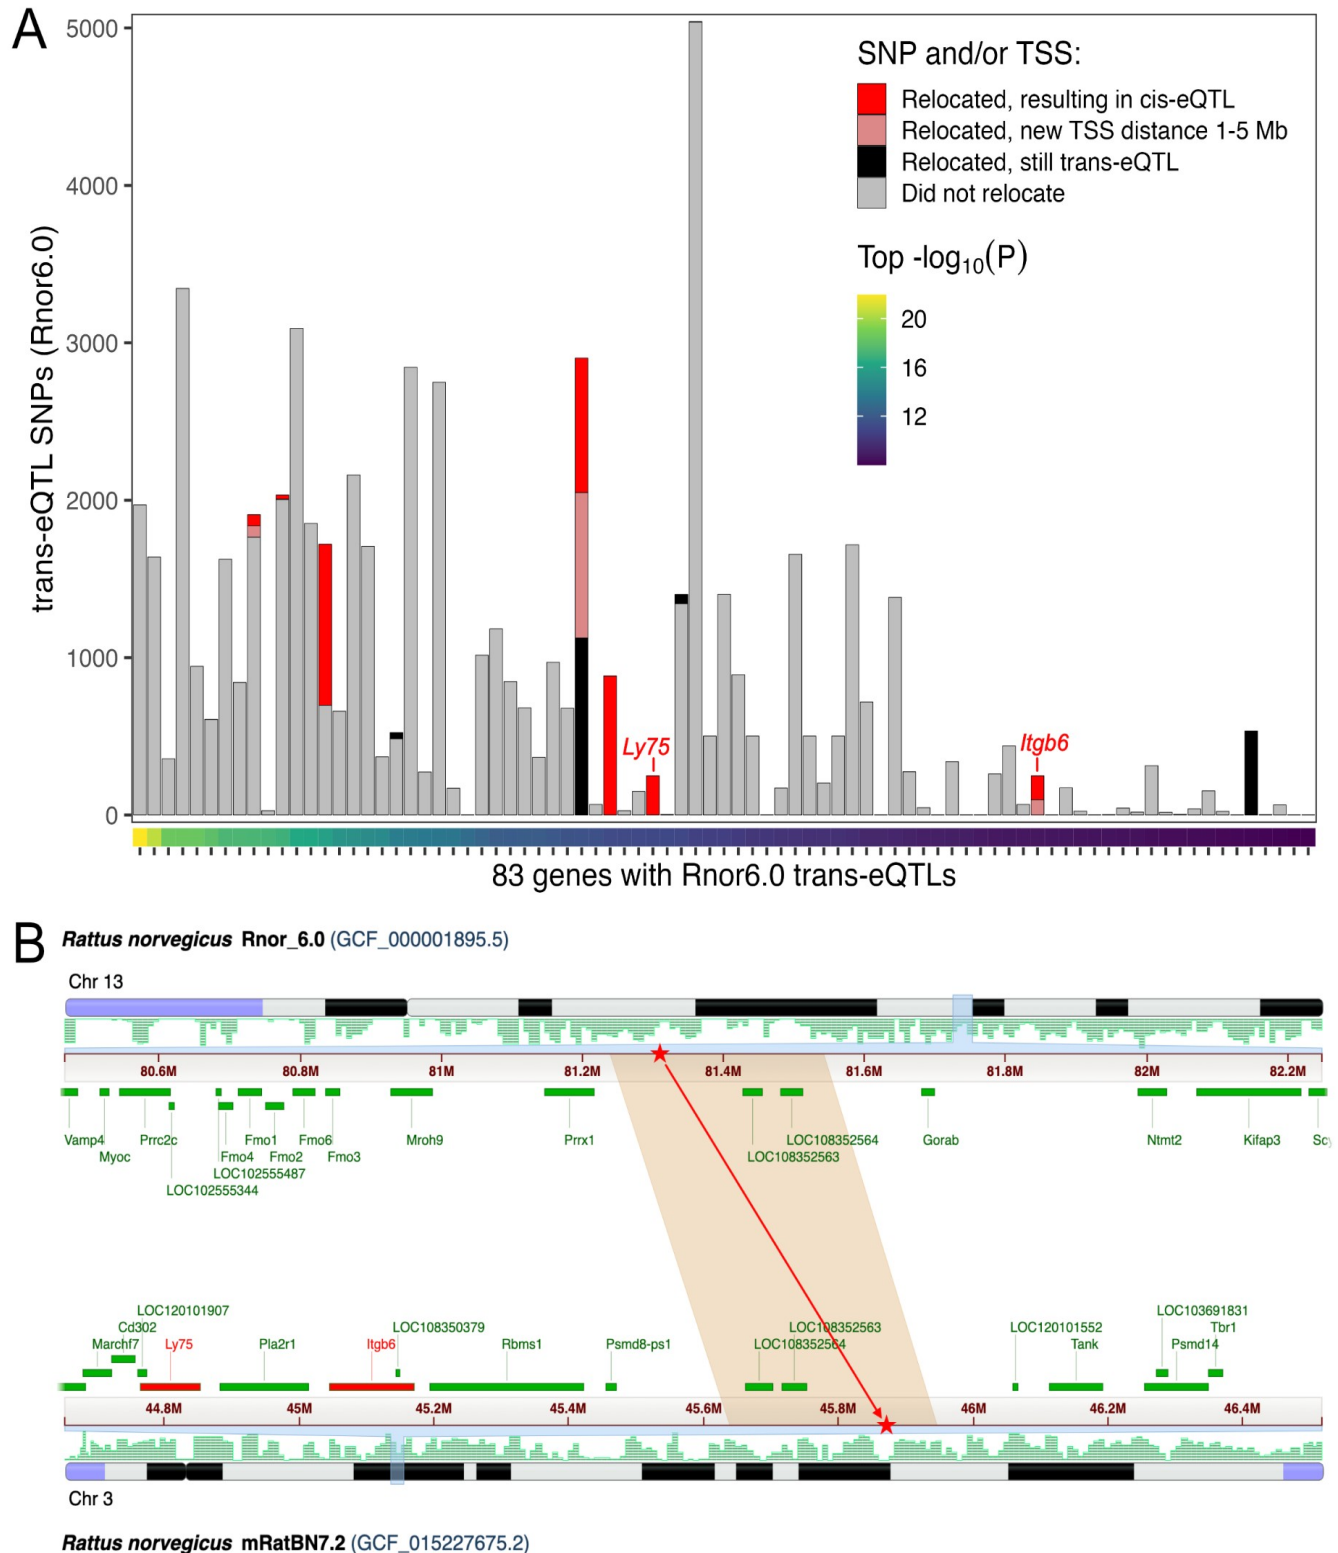 A
trans-eQTL SNPs (Rnor6.0)
5000
4000
3000
2000
1000
0
SNP and/or TSS:
Relocated, resulting in cis-eQTL
Relocated, new TSS distance 1-5 Mb
Relocated, still trans-eQTL
Did not relocate
Top -log10(P)
20
16
12
Ly75
Itgb6
83 genes with Rnor6.0 trans-eQTLs
B
Rattus norvegicus Rnor_6.0 (GCF_000001895.5)
Chr 13
80.6M 80.8M 81M 81.2M 81.4M 81.6M 81.8M 82M 82.2M
Vamp4 Prrc2c Fmo1 Fmo6 Mroh9 Prrx1 LOC108352564 Gorab Ntmt2 Kifap3
Myoc Fmo4 Fmo2 Fmo3 LOC108352563
LOC102555487
LOC102555344
LOC120101907 LOC103691831
Cd302 LOC108350379 LOC108352563 LOC120101552 Tbr1
Marchf7 Ly75 Pla2r1 Itgb6 Rbms1 Psmd8-ps1 LOC108352564 Tank Psmd14
44.8M 45M 45.2M 45.4M 45.6M 45.8M 46M 46.2M 46.4M
Chr 3
Rattus norvegicus mRatBN7.2 (GCF_015227675.2)